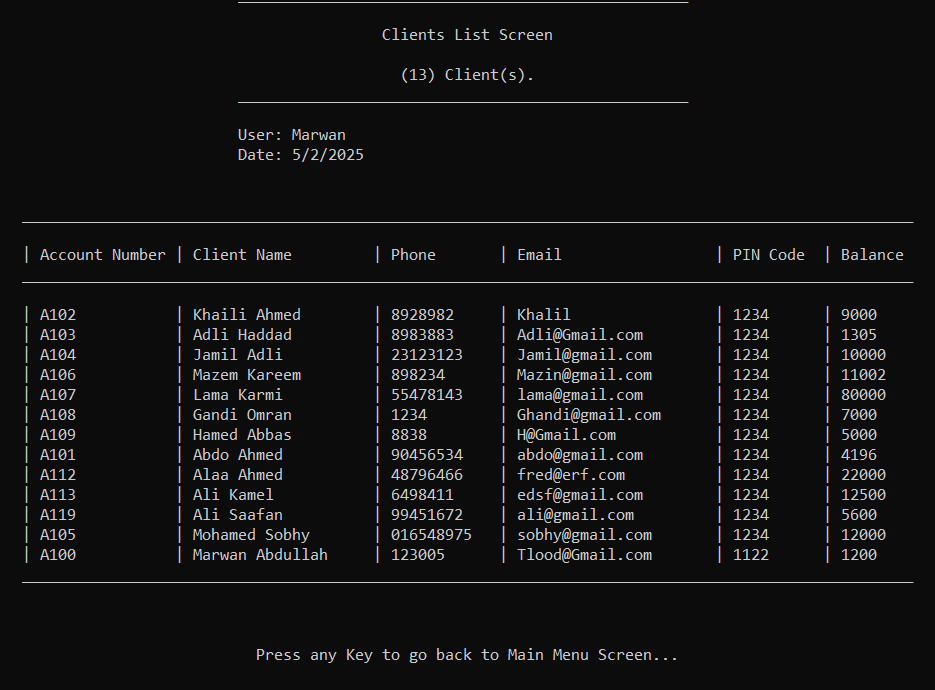 Clients List Screen
(13) Client(s).
User: Marwan
Date: 5/2/2025
| Account Number | Client Name | Phone | Email | PIN Code | Balance
| A102 | Khaili Ahmed | 8928982 | Khalil | 1234 | 9000
| A103 | Adli Haddad | 8983883 | Adli@Gmail.com | 1234 | 1305
| A104 | Jamil Adli | 23123123 | Jamil@gmail.com | 1234 | 10000
| A106 | Mazem Kareem | 898234 | Mazin@gmail.com | 1234 | 11002
| A107 | Lama Karmi | 55478143 | lama@gmail.com | 1234 | 80000
| A108 | Gandi Omran | 1234 | Ghandi@gmail.com | 1234 | 7000
| A109 | Hamed Abbas | 8838 | H@Gmail.com | 1234 | 5000
| A101 | Abdo Ahmed | 90456534 | abdo@gmail.com | 1234 | 4196
| A112 | Alaa Ahmed | 48796466 | fred@erf.com | 1234 | 22000
| A113 | Ali Kamel | 6498411 | edsf@gmail.com | 1234 | 12500
| A119 | Ali Saafan | 99451672 | ali@gmail.com | 1234 | 5600
| A105 | Mohamed Sobhy | 016548975 | sobhy@gmail.com | 1234 | 12000
| A100 | Marwan Abdullah | 123005 | Tlood@Gmail.com | 1122 | 1200
Press any Key to go back to Main Menu Screen...